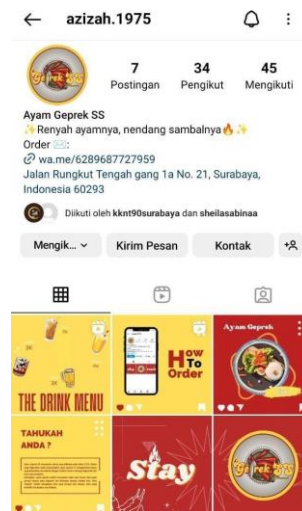 azizah.1975
Geprek SS
7
34
45
Postingan
Pengikut
Mengikuti
Ayam Geprek SS
✨Renyah ayamnya, nendang sambalnya🔥✨
Order ✉️:
wa.me/6289687727959
Jalan Rungkut Tengah gang 1a No. 21, Surabaya,
Indonesia 60293
Diikuti oleh kknt90surabaya dan sheilasabinaa
Mengik...
Kirim Pesan
Kontak
THE DRINK MENU
How
To
Order
Ayam Geprek
TAHUKAH
ANDA ?
Stay
Geprek SS